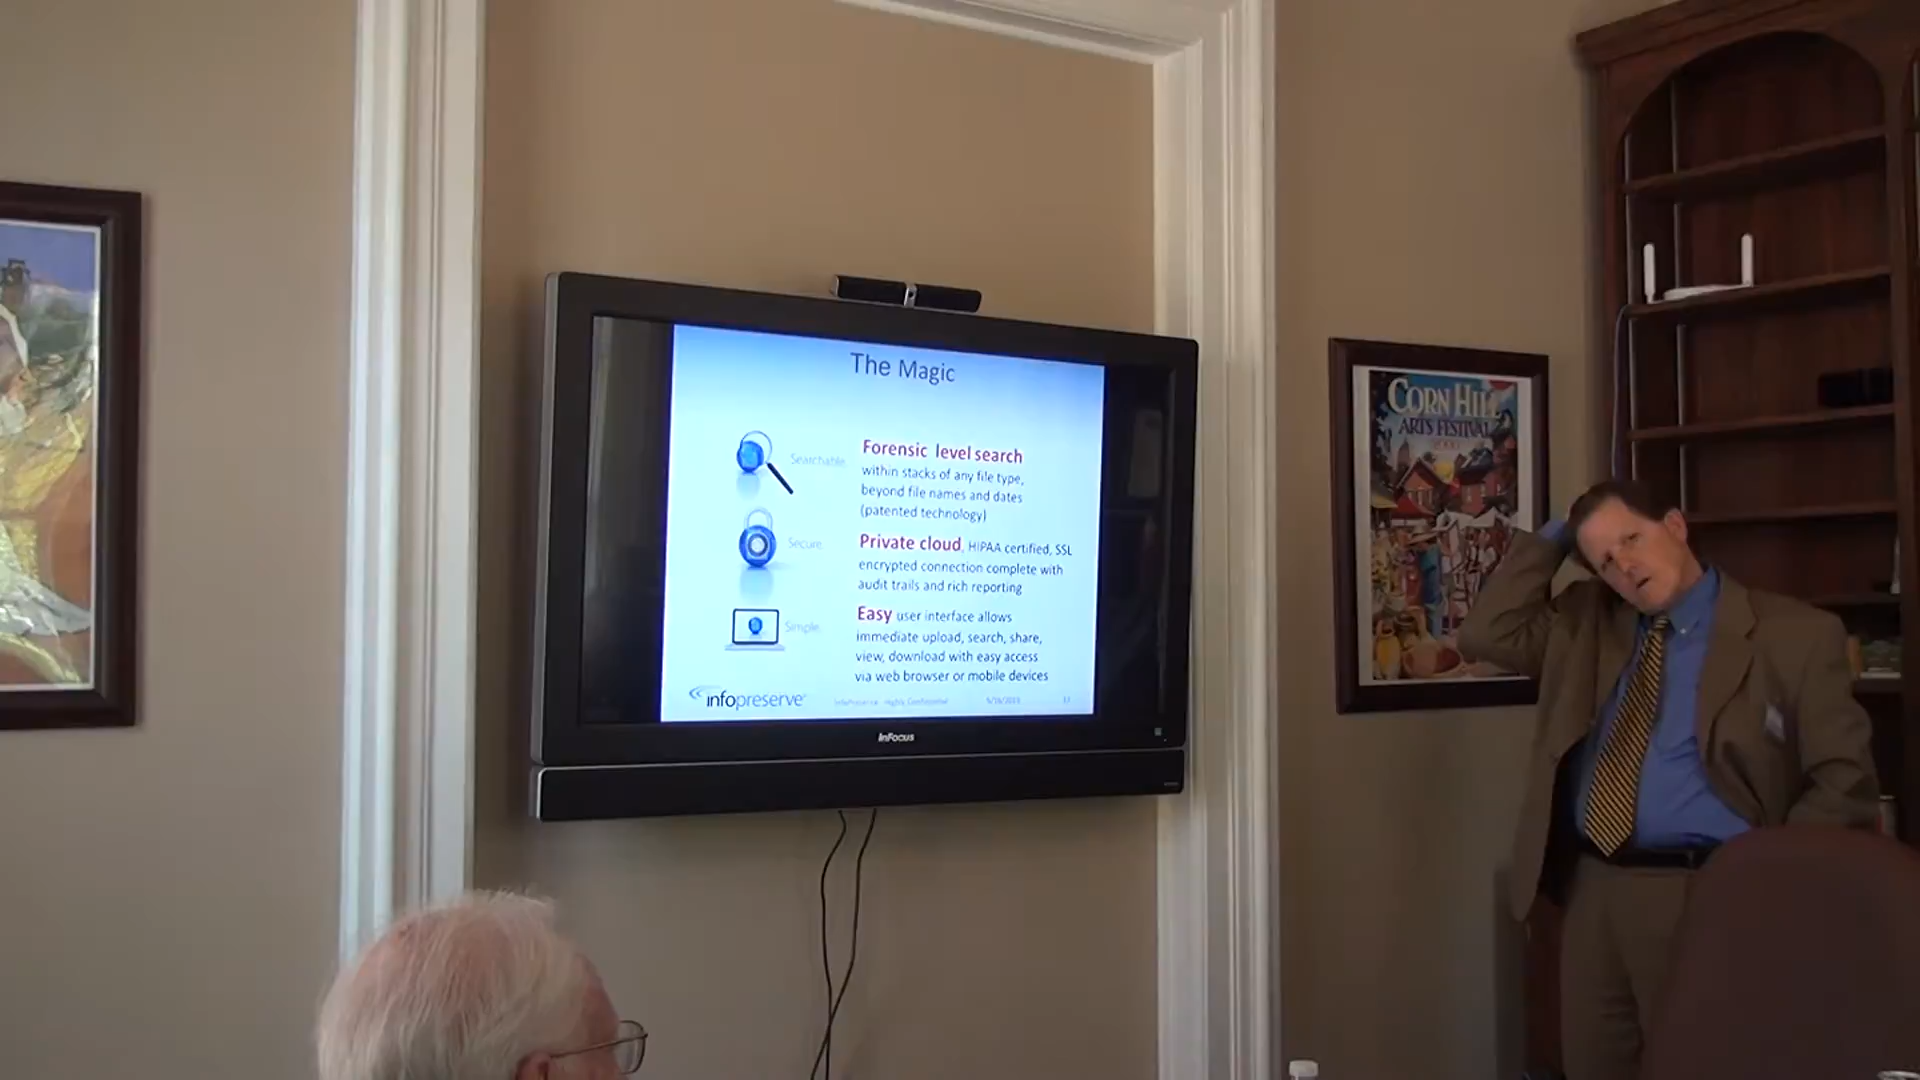 The Magic
Searchable
Forensic level search
within stacks of any file type,
beyond file names and dates
(patented technology)
Secure
Private cloud, HIPAA certified, SSL
encrypted connection complete with
audit trails and rich reporting
Simple
Easy user interface allows
immediate upload, search, share,
view, download with easy access
via web browser or mobile devices
infopreserve
InfoPreserve Highly Confidential
InFocus
CORN HILL
ARTS FESTIVAL